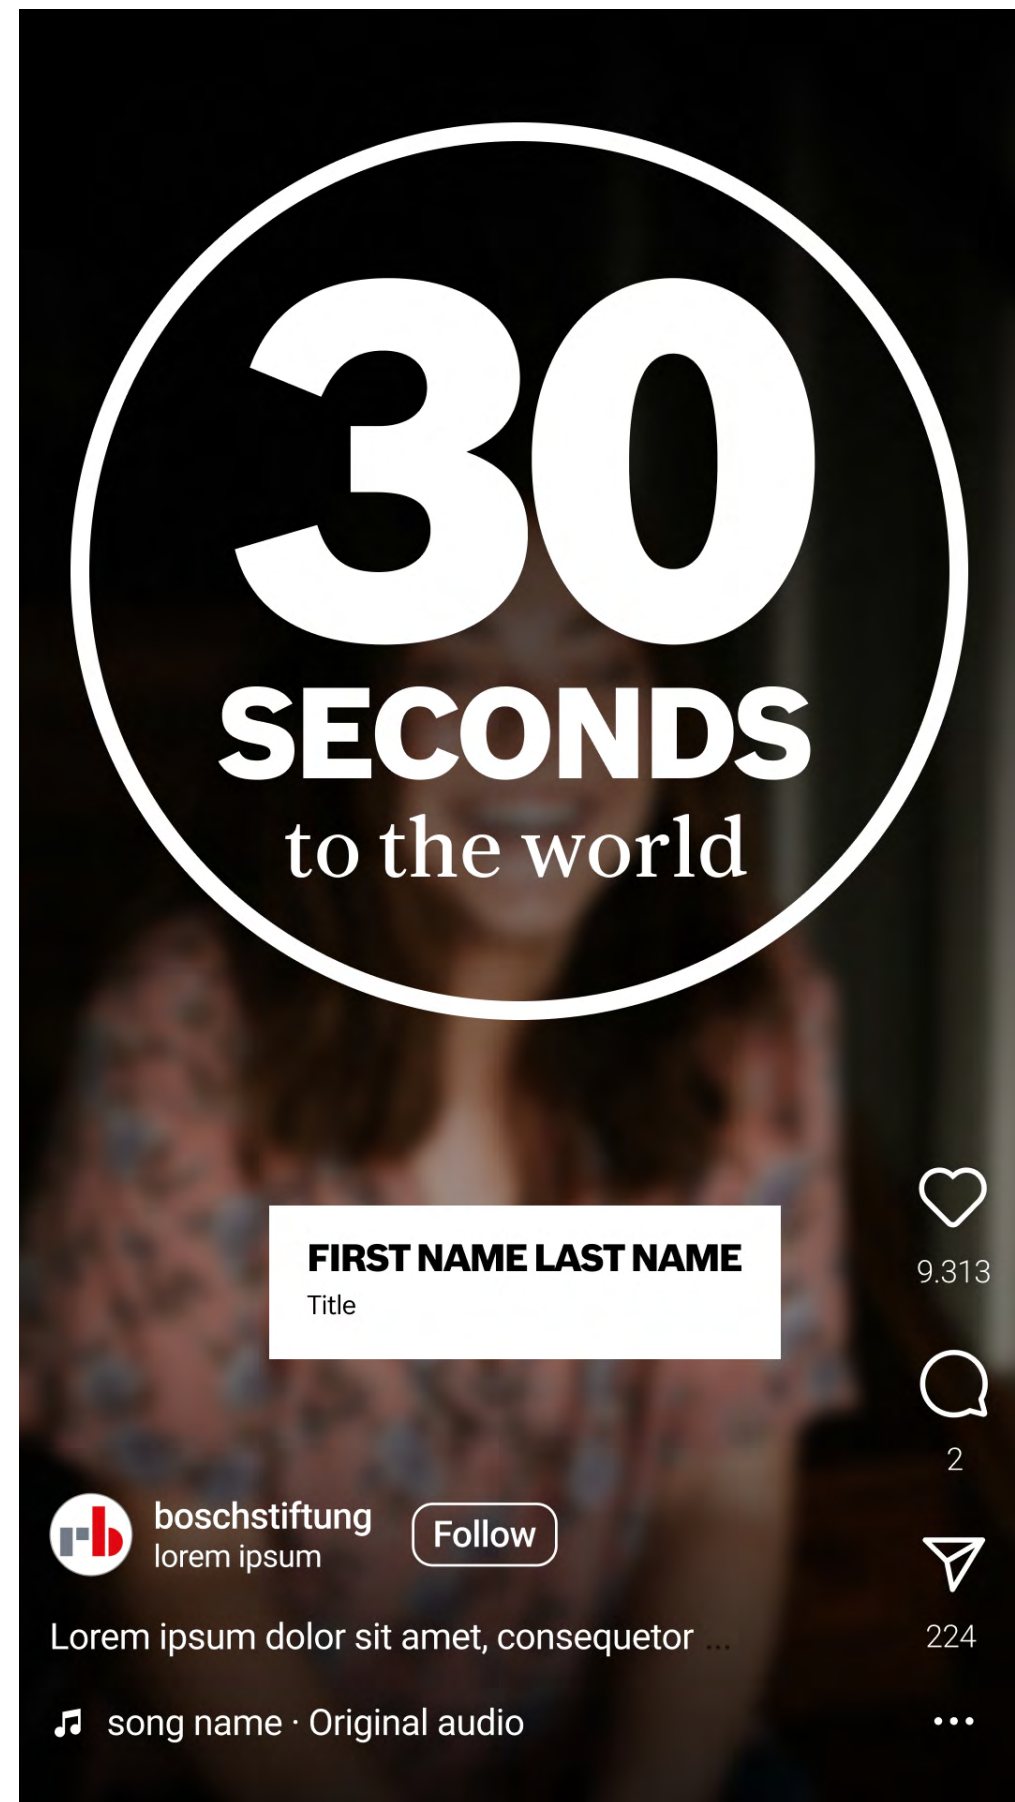 30
SECONDS
to the world
FIRST NAME LAST NAME
Title
9.313
2
rb
boschstiftung
lorem ipsum
Follow
Lorem ipsum dolor sit amet, consequetor ...
224
song name · Original audio